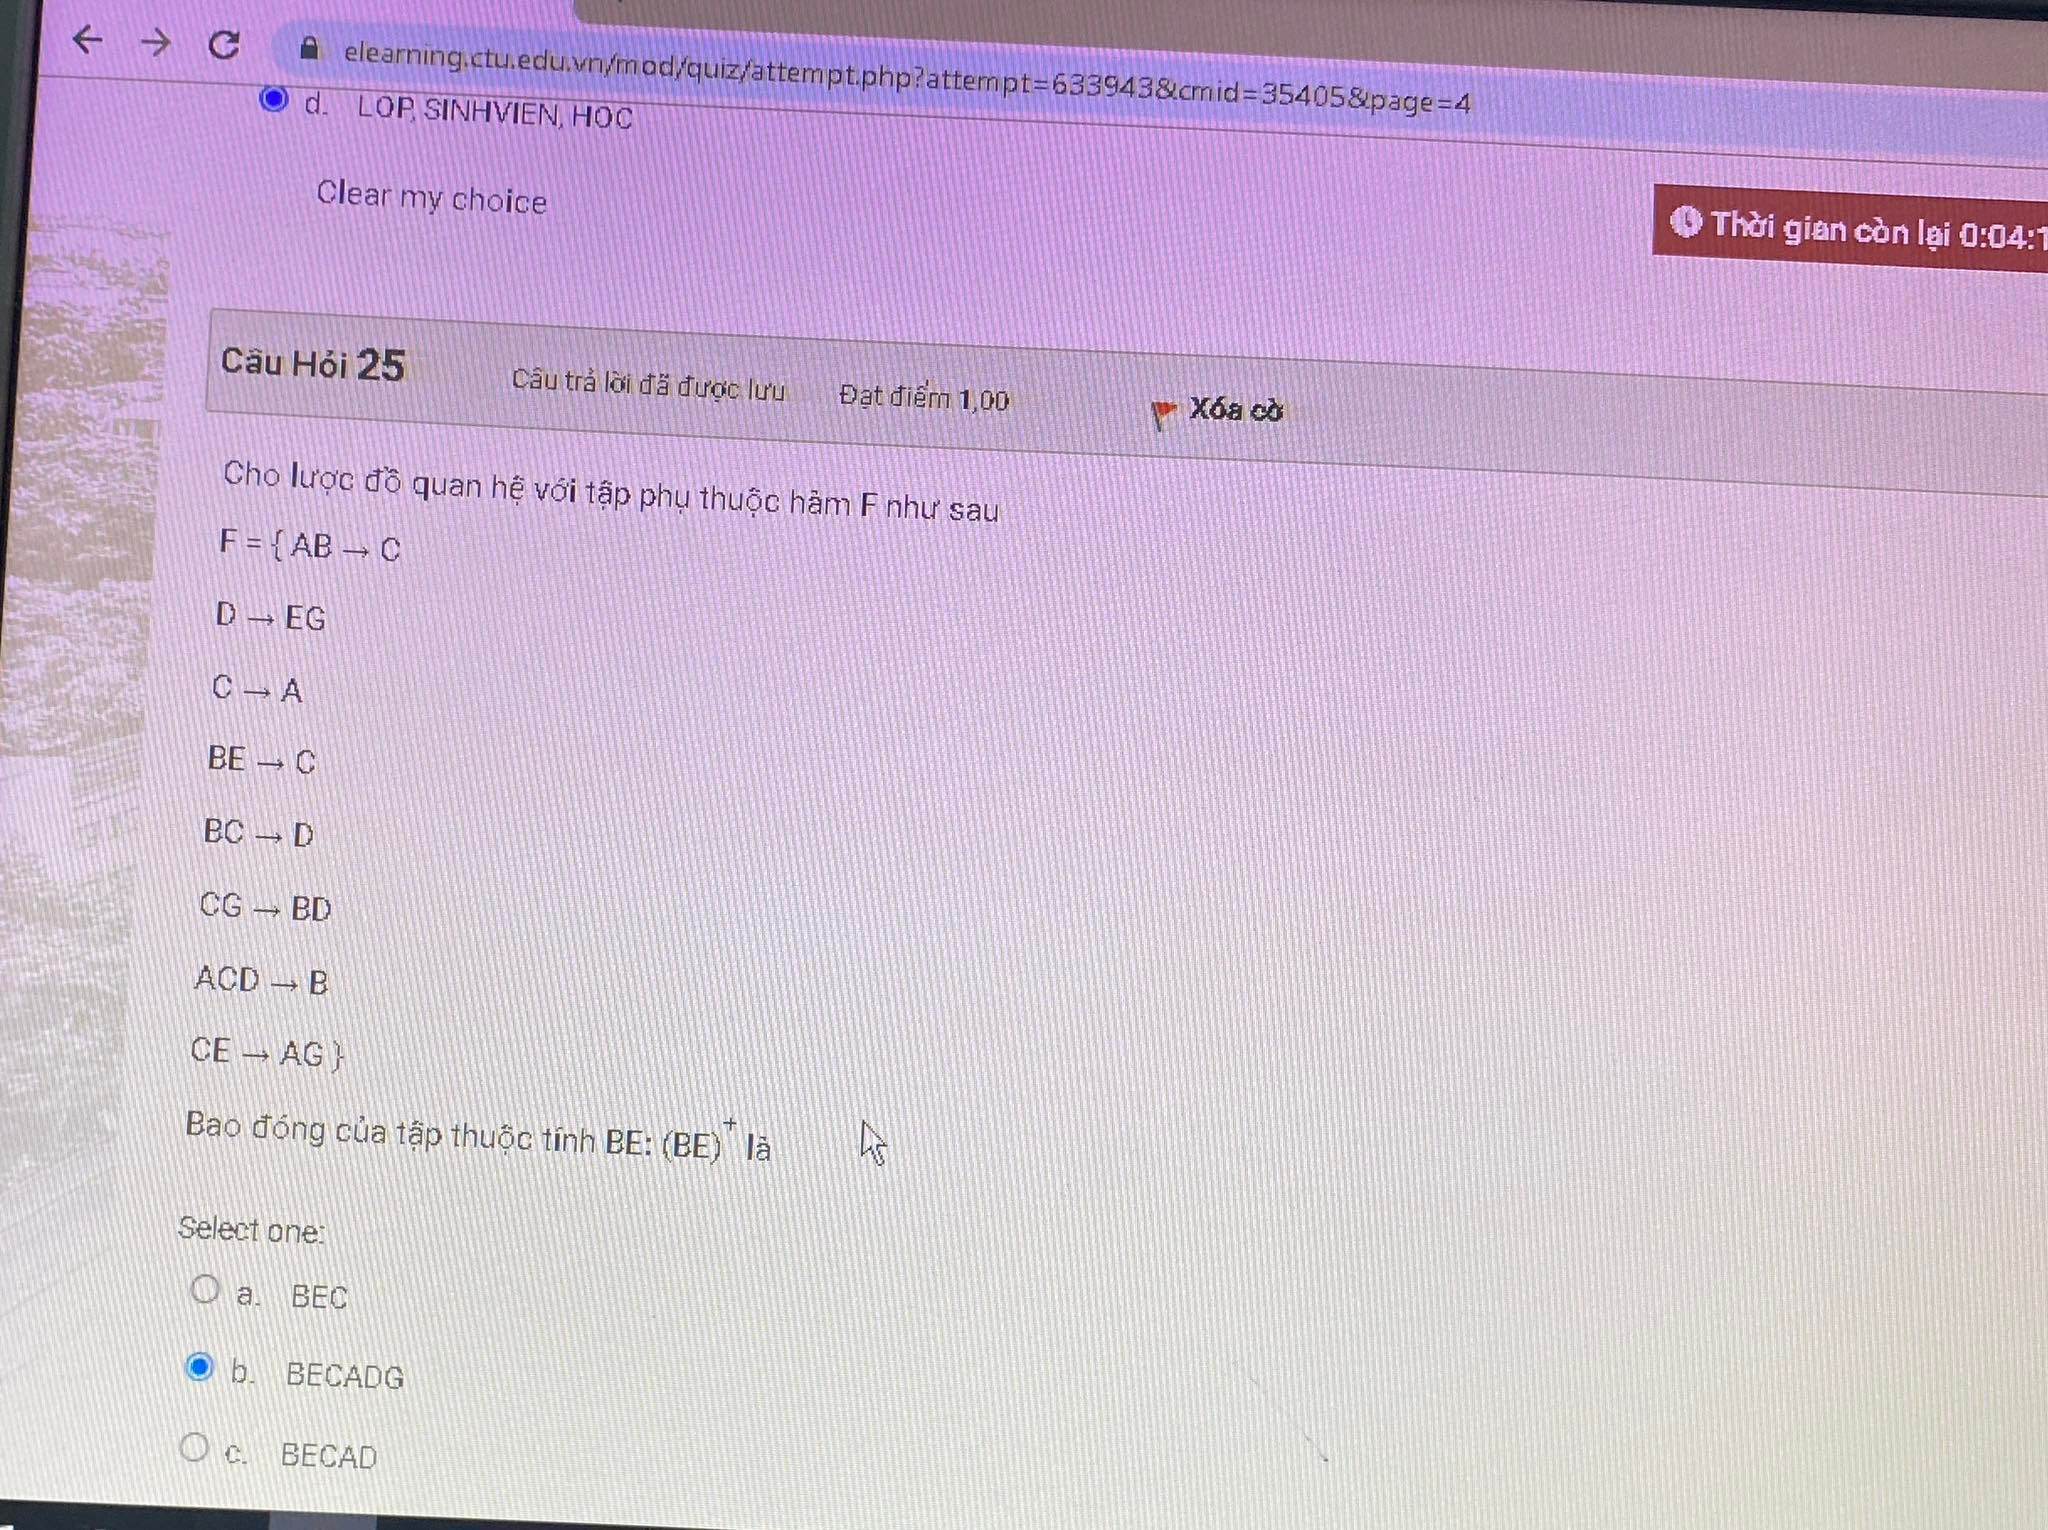 elearning.ctu.edu.vn/mod/quiz/attempt.php?attempt=633943&cmid=35405&page=4
d. LOP, SINHVIEN, HOC
Clear my choice
Thời gian còn lại 0:04:1
Câu Hỏi 25 Câu trả lời đã được lưu Đạt điểm 1,00 Xóa cờ
Cho lược đồ quan hệ với tập phụ thuộc hàm F như sau
F = { AB → C
D → EG
C → A
BE → C
BC → D
CG → BD
ACD → B
CE → AG }
Bao đóng của tập thuộc tính BE: (BE)⁺ là
Select one:
a. BEC
b. BECADG
c. BECAD